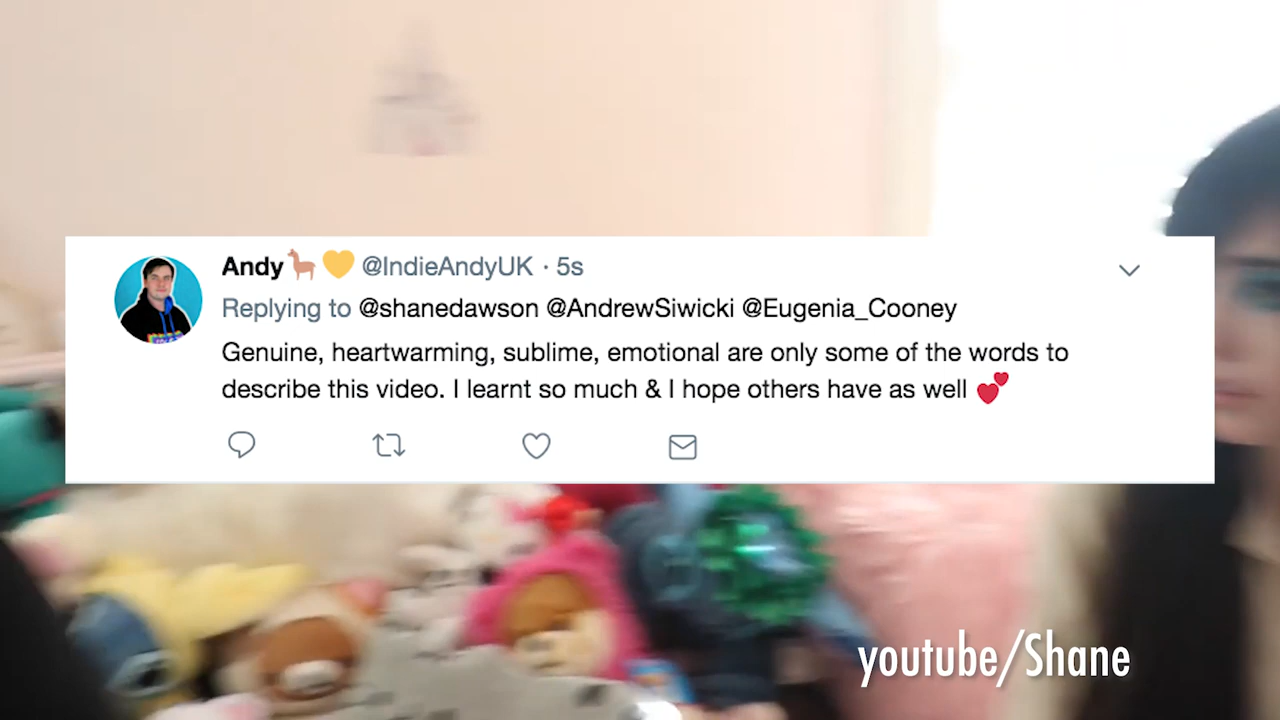 Andy🦙💛 @IndieAndyUK · 5s
Replying to @shanedawson @AndrewSiwicki @Eugenia_Cooney
Genuine, heartwarming, sublime, emotional are only some of the words to
describe this video. I learnt so much & I hope others have as well 💕
youtube/Shane